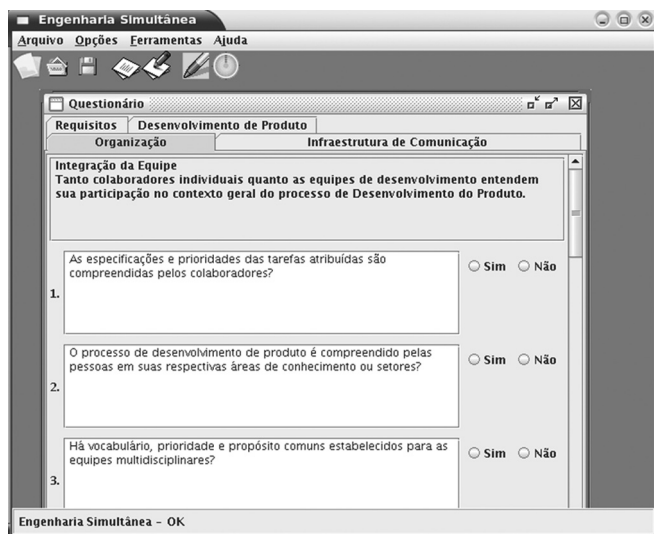 Engenharia Simultânea
Arquivo Opções Ferramentas Ajuda
Questionário
Requisitos Desenvolvimento de Produto
Organização Infraestrutura de Comunicação
Integração da Equipe
Tanto colaboradores individuais quanto as equipes de desenvolvimento entendem
sua participação no contexto geral do processo de Desenvolvimento do Produto.
As especificações e prioridades das tarefas atribuídas são
compreendidas pelos colaboradores?
Sim Não
1.
O processo de desenvolvimento de produto é compreendido pelas
pessoas em suas respectivas áreas de conhecimento ou setores?
Sim Não
2.
Há vocabulário, prioridade e propósito comuns estabelecidos para as
equipes multidisciplinares?
Sim Não
3.
Engenharia Simultânea - OK